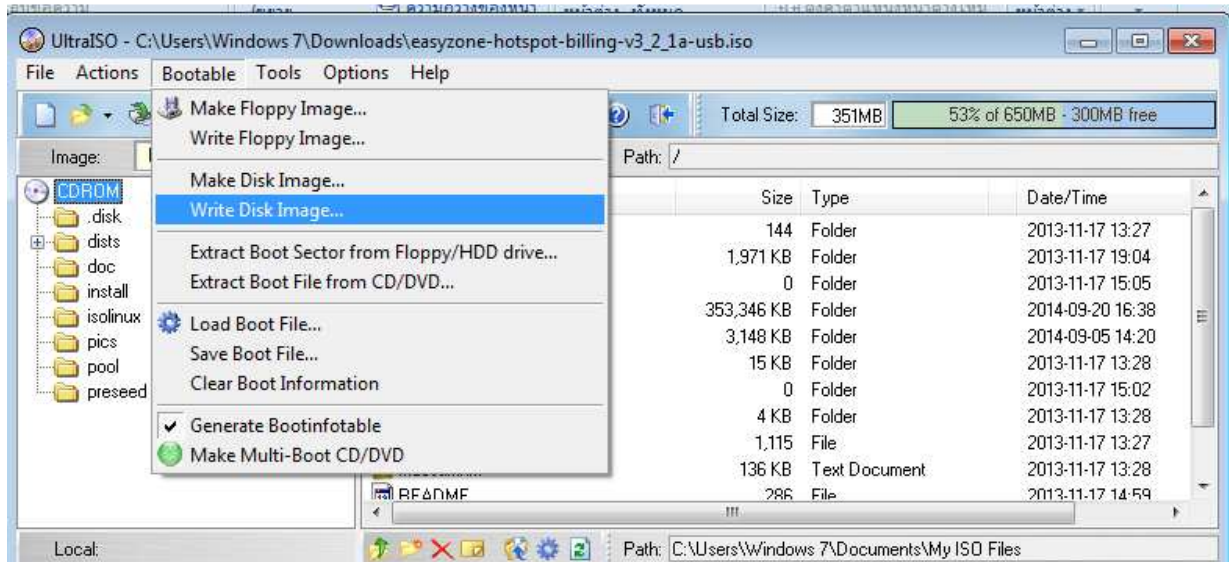 UltraISO - C:\Users\Windows 7\Downloads\easyzone-hotspot-billing-v3_2_1a-usb.iso
File Actions Bootable Tools Options Help
Total Size: 351MB 53% of 650MB - 300MB free
Image: Path: /
Make Floppy Image...
Write Floppy Image...
Make Disk Image...
Write Disk Image...
Extract Boot Sector from Floppy/HDD drive...
Extract Boot File from CD/DVD...
Load Boot File...
Save Boot File...
Clear Boot Information
Generate Bootinfotable
Make Multi-Boot CD/DVD
CDROM
.disk
dists
doc
install
isolinux
pics
pool
preseed
Size Type Date/Time
144 Folder 2013-11-17 13:27
1,971 KB Folder 2013-11-17 19:04
0 Folder 2013-11-17 15:05
353,346 KB Folder 2014-09-20 16:38
3,148 KB Folder 2014-09-05 14:20
15 KB Folder 2013-11-17 13:28
0 Folder 2013-11-17 15:02
4 KB Folder 2013-11-17 13:28
1,115 File 2013-11-17 13:27
136 KB Text Document 2013-11-17 13:28
README 286 File 2013-11-17 14:59
Local: Path: C:\Users\Windows 7\Documents\My ISO Files